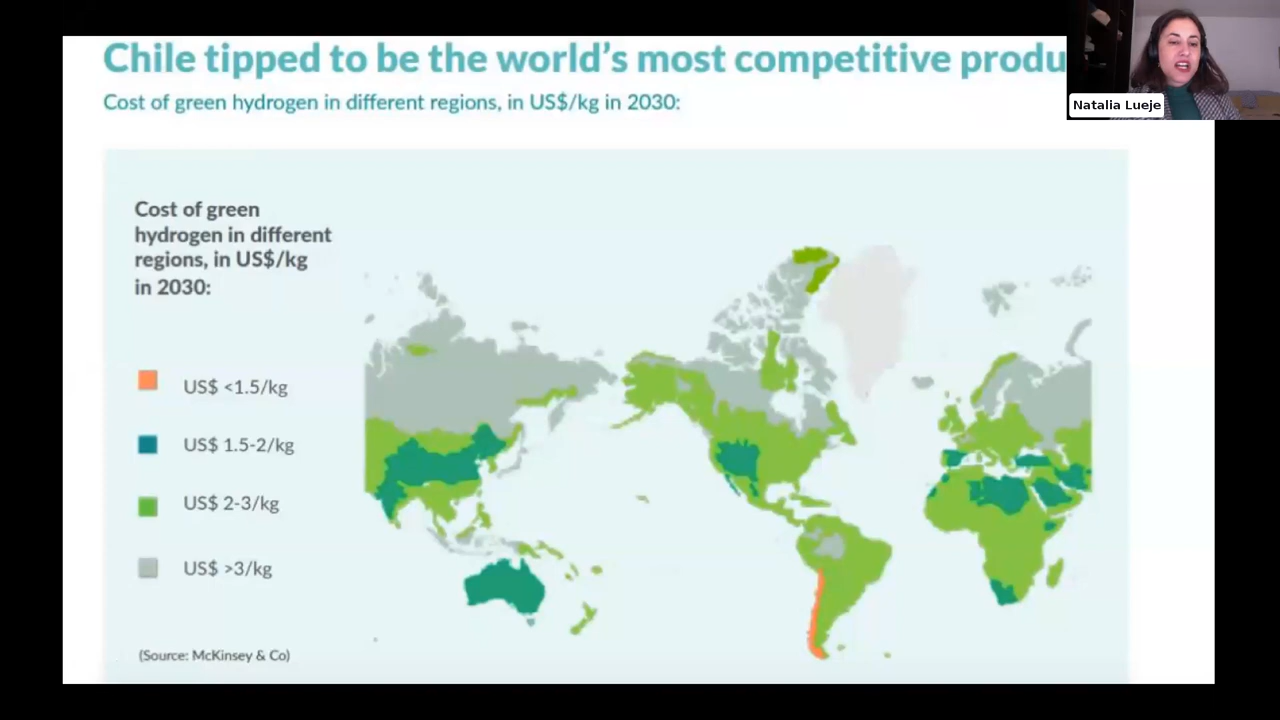 Chile tipped to be the world's most competitive produ
Natalia Lueje
Cost of green hydrogen in different regions, in US$/kg in 2030:
Cost of green
hydrogen in different
regions, in US$/kg
in 2030:
US$ <1.5/kg
US$ 1.5-2/kg
US$ 2-3/kg
US$ >3/kg
(Source: McKinsey & Co)